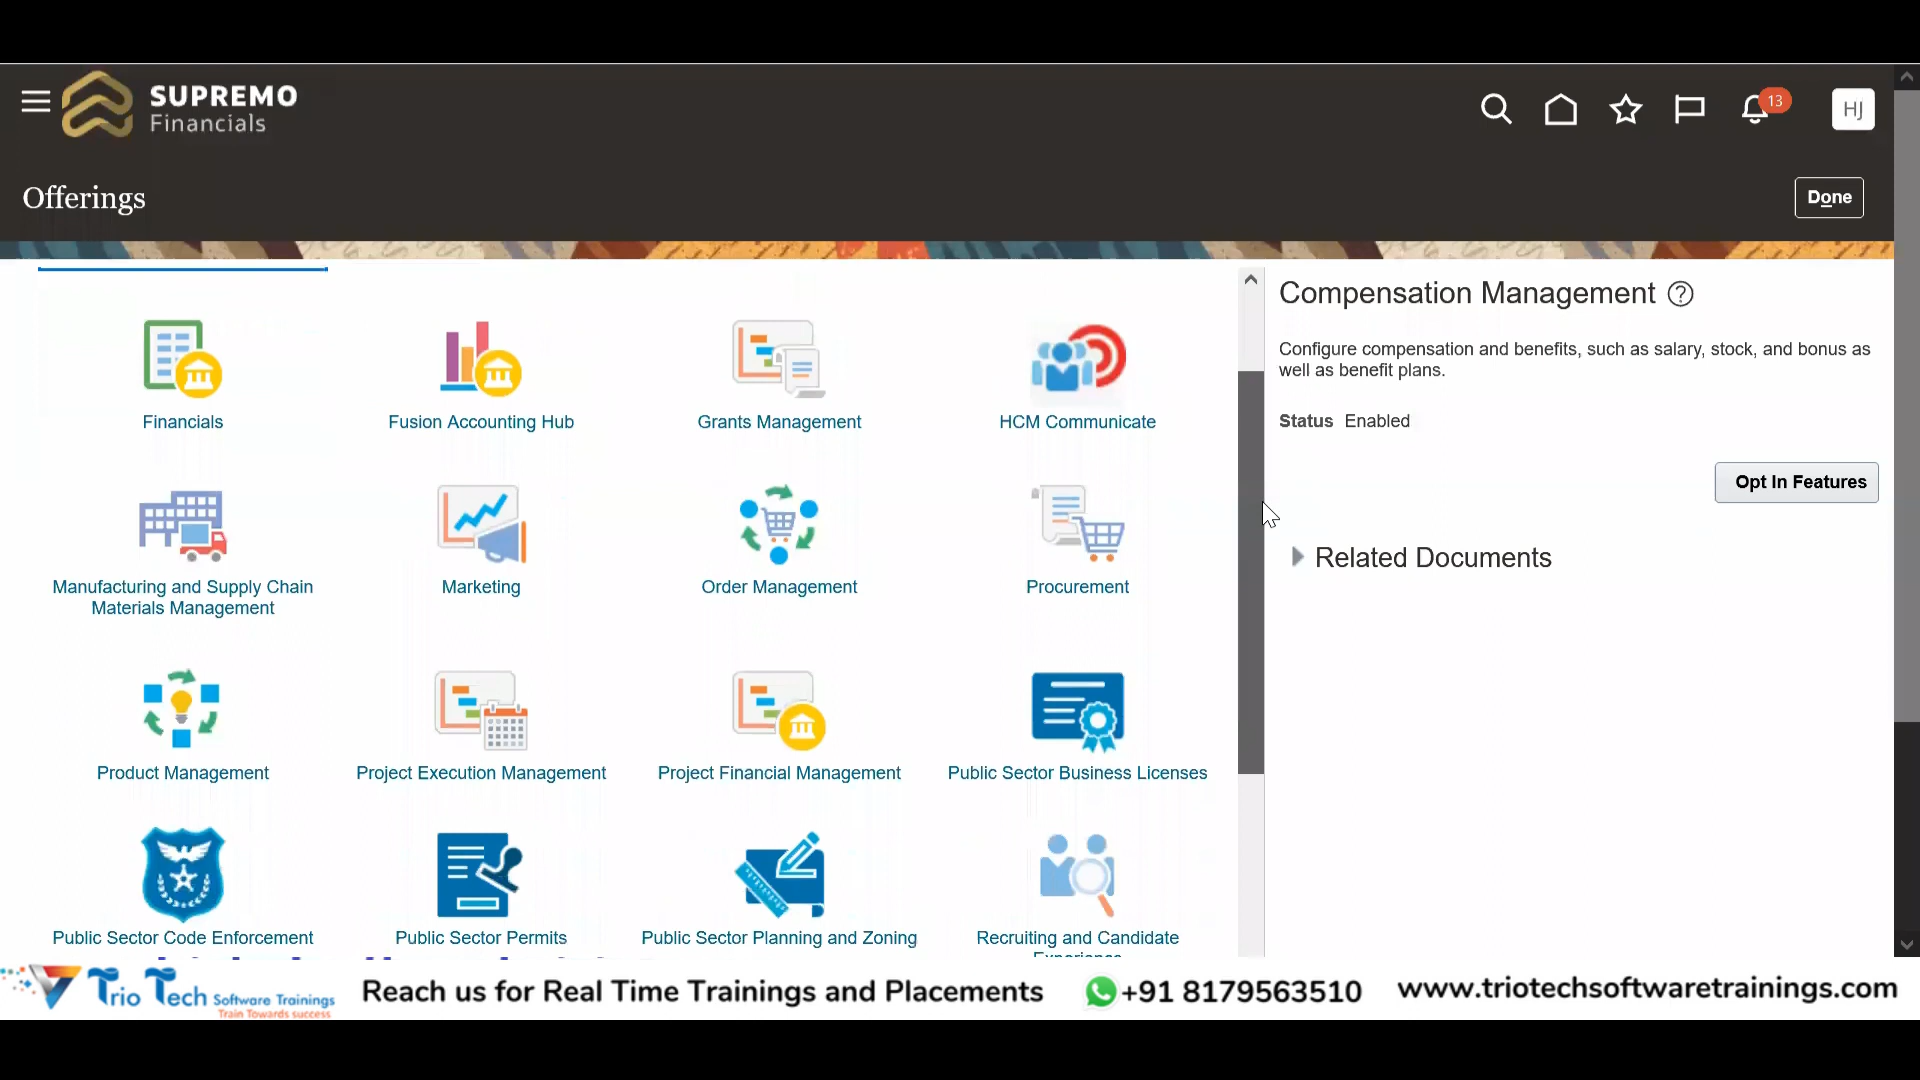 SUPREMO
Financials
13
HJ
Offerings
Done
Compensation Management ?
Configure compensation and benefits, such as salary, stock, and bonus as
well as benefit plans.
Status Enabled
Opt In Features
Related Documents
Financials
Fusion Accounting Hub
Grants Management
HCM Communicate
Manufacturing and Supply Chain
Materials Management
Marketing
Order Management
Procurement
Product Management
Project Execution Management
Project Financial Management
Public Sector Business Licenses
Public Sector Code Enforcement
Public Sector Permits
Public Sector Planning and Zoning
Recruiting and Candidate
Experience
Trio Tech Software Trainings
Train Towards success
Reach us for Real Time Trainings and Placements
+91 8179563510
www.triotechsoftwaretrainings.com